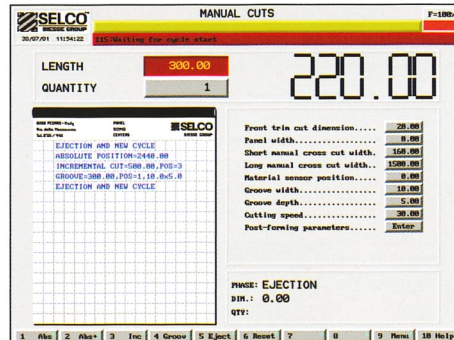 SELCO
BIESSE GROUP
MANUAL CUTS
F=100%
30/07/01 11:54:22
S15:Waiting for cycle start
LENGTH 300.00
QUANTITY 1
220.00
SELCO
BIESSE GROUP
EJECTION AND NEW CYCLE
ABSOLUTE POSITION=2440.00
INCREMENTAL CUT=500.00,POS=3
GROOVE=300.00,POS=1,10.0x5.0
EJECTION AND NEW CYCLE
Front trim cut dimension..... 20.00
Panel width................. 0.00
Short manual cross cut width. 160.00
Long manual cross cut width.. 1500.00
Material sensor position..... 0.00
Groove width................ 10.00
Groove depth................ 5.00
Cutting speed............... 30.00
Post-forming parameters...... Enter
PHASE: EJECTION
DIM.: 0.00
QTY:
1 Abs 2 Abs+ 3 Inc 4 Groov 5 Eject 6 Reset 7 8 9 Menu 10 Help